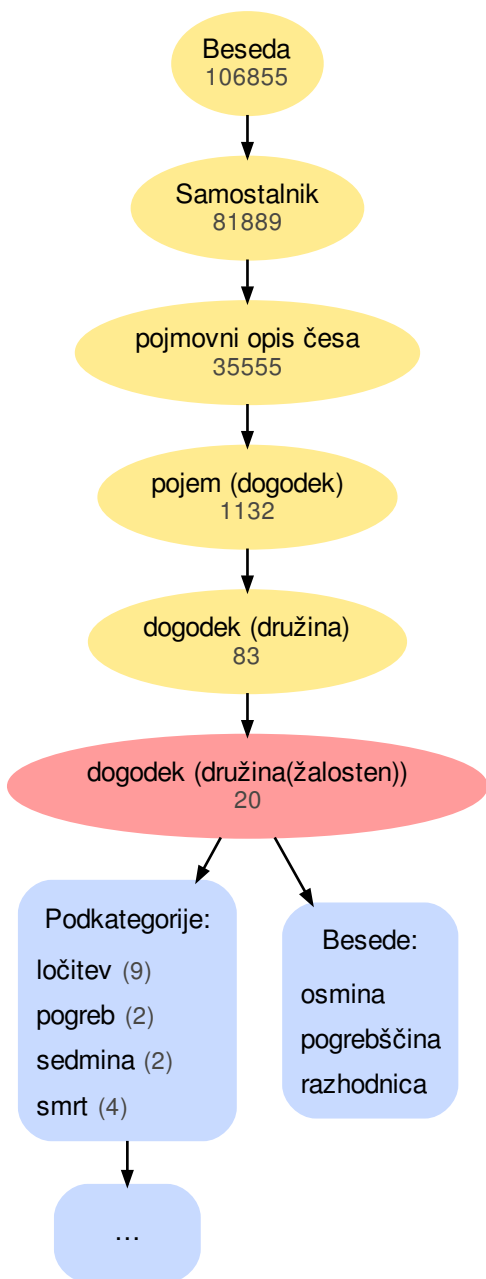 Beseda
106855
Samostalnik
81889
pojmovni opis česa
35555
pojem (dogodek)
1132
dogodek (družina)
83
dogodek (družina(žalosten))
20
Podkategorije:
ločitev (9)
pogreb (2)
sedmina (2)
smrt (4)
Besede:
osmina
pogrebščina
razhodnica
...